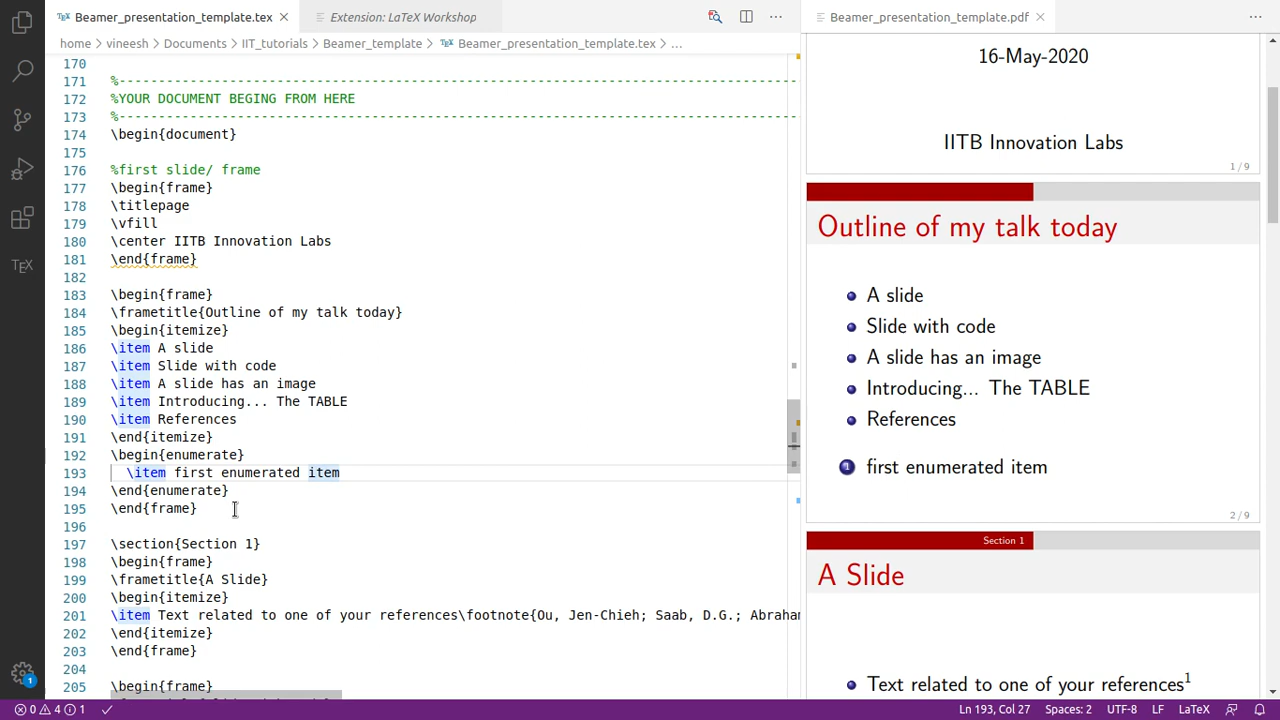 Beamer_presentation_template.tex
Extension: LaTeX Workshop
Beamer_presentation_template.pdf
home > vineesh > Documents > IIT_tutorials > Beamer_template > Beamer_presentation_template.tex > ...
170
171 %--------------------------------------------------------------------------------
172 %YOUR DOCUMENT BEGING FROM HERE
173 %--------------------------------------------------------------------------------
174 \begin{document}
175
176 %first slide/ frame
177 \begin{frame}
178 \titlepage
179 \vfill
180 \center IITB Innovation Labs
181 \end{frame}
182
183 \begin{frame}
184 \frametitle{Outline of my talk today}
185 \begin{itemize}
186 \item A slide
187 \item Slide with code
188 \item A slide has an image
189 \item Introducing... The TABLE
190 \item References
191 \end{itemize}
192 \begin{enumerate}
193 \item first enumerated item
194 \end{enumerate}
195 \end{frame}
196
197 \section{Section 1}
198 \begin{frame}
199 \frametitle{A Slide}
200 \begin{itemize}
201 \item Text related to one of your references\footnote{Ou, Jen-Chieh; Saab, D.G.; Abraha
202 \end{itemize}
203 \end{frame}
204
205 \begin{frame}
16-May-2020
IITB Innovation Labs
1 / 9
Outline of my talk today
A slide
Slide with code
A slide has an image
Introducing... The TABLE
References
1 first enumerated item
2 / 9
Section 1
A Slide
Text related to one of your references1
TEX
1
0 4 1
Ln 193, Col 27
Spaces: 2
UTF-8
LF
LaTeX